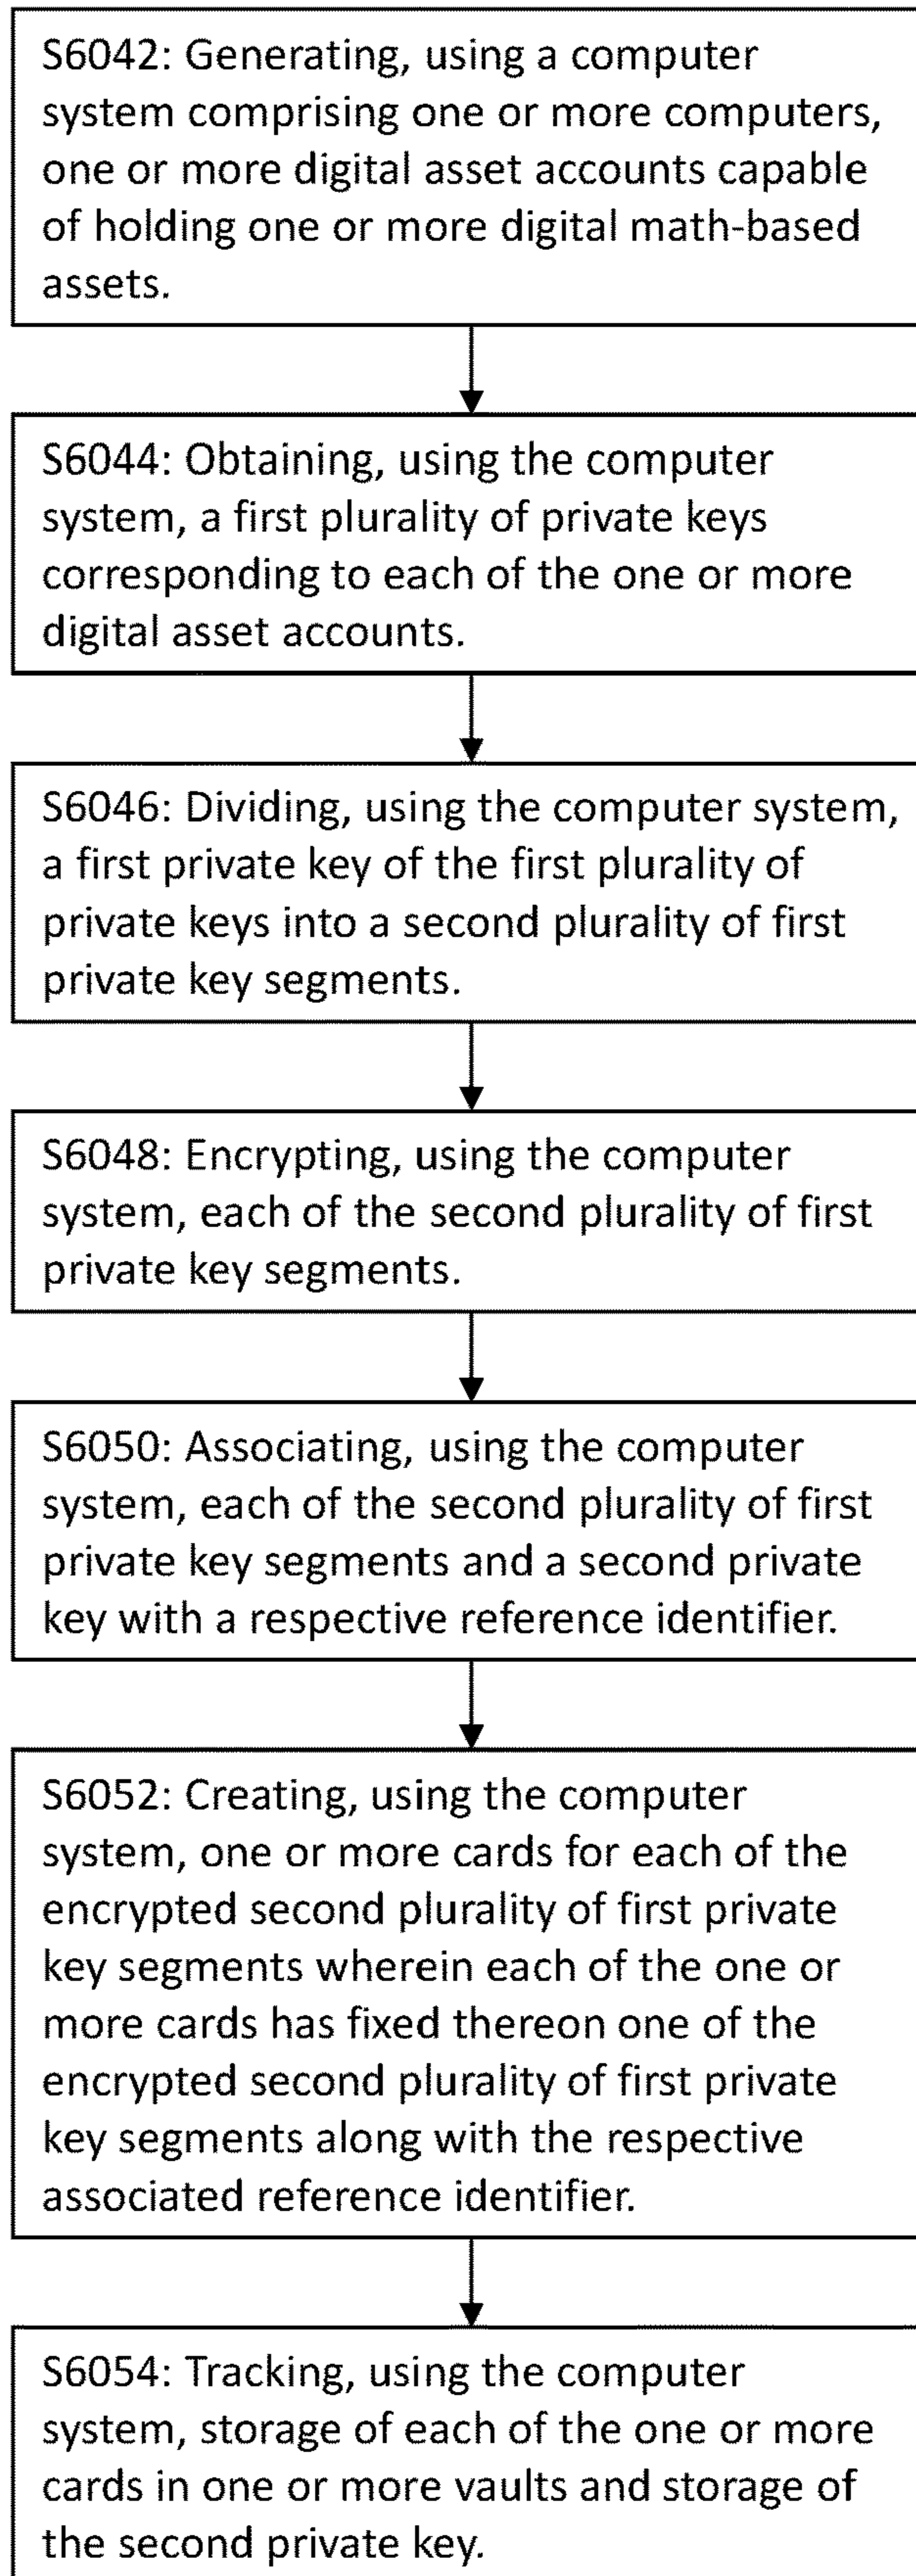 S6042: Generating, using a computer
system comprising one or more computers,
one or more digital asset accounts capable
of holding one or more digital math-based
assets.
S6044: Obtaining, using the computer
system, a first plurality of private keys
corresponding to each of the one or more
digital asset accounts.
S6046: Dividing, using the computer system,
a first private key of the first plurality of
private keys into a second plurality of first
private key segments.
S6048: Encrypting, using the computer
system, each of the second plurality of first
private key segments.
S6050: Associating, using the computer
system, each of the second plurality of first
private key segments and a second private
key with a respective reference identifier.
S6052: Creating, using the computer
system, one or more cards for each of the
encrypted second plurality of first private
key segments wherein each of the one or
more cards has fixed thereon one of the
encrypted second plurality of first private
key segments along with the respective
associated reference identifier.
S6054: Tracking, using the computer
system, storage of each of the one or more
cards in one or more vaults and storage of
the second private key.